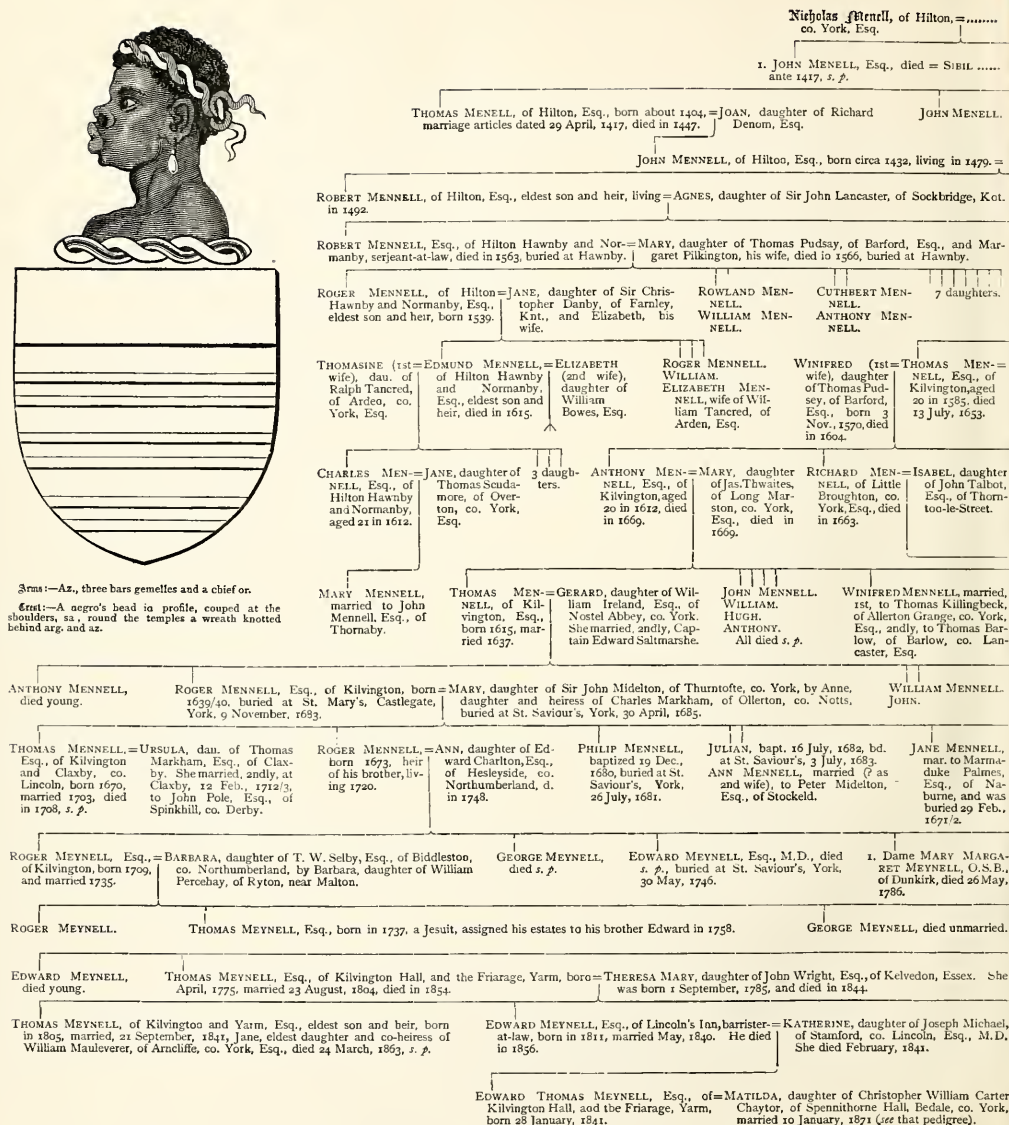 Nicholas Menell, of Hilton, = ........
co. York, Esq.
1. JOHN MENELL, Esq., died = SIBIL ......
ante 1417, s. p.
THOMAS MENELL, of Hilton, Esq., born about 1404, = JOAN, daughter of Richard
marriage articles dated 29 April, 1417, died in 1447. Denom, Esq.
JOHN MENELL.
JOHN MENNELL, of Hilton, Esq., born circa 1432, living in 1479. =
ROBERT MENNELL, of Hilton, Esq., eldest son and heir, living = AGNES, daughter of Sir John Lancaster, of Sockbridge, Knt.
in 1492.
ROBERT MENNELL, Esq., of Hilton Hawnby and Nor- = MARY, daughter of Thomas Pudsay, of Barford, Esq., and Mar-
manby, serjeant-at-law, died in 1563, buried at Hawnby. garet Pilkington, his wife, died in 1566, buried at Hawnby.
ROGER MENNELL, of Hilton
Hawnby and Normanby, Esq.,
eldest son and heir, born 1539.
= JANE, daughter of Sir Chris-
topher Danby, of Farnley,
Knt., and Elizabeth, his
wife.
ROWLAND MEN-
NELL.
WILLIAM MEN-
NELL.
CUTHBERT MEN-
NELL.
ANTHONY MEN-
NELL.
7 daughters.
THOMASINE (1st
wife), dau. of
Ralph Tancred,
of Arden, co.
York, Esq.
= EDMUND MENNELL,
of Hilton Hawnby
and Normanby,
Esq., eldest son and
heir, died in 1615.
= ELIZABETH
(2nd wife),
daughter of
William
Bowes, Esq.
ROGER MENNELL.
WILLIAM.
ELIZABETH MEN-
NELL, wife of Wil-
liam Tancred, of
Arden, Esq.
WINIFRED (1st
wife), daughter
of Thomas Pud-
sey, of Barford,
Esq., born 3
Nov., 1570, died
in 1604.
= THOMAS MEN- =
NELL, Esq., of
Kilvington, aged
20 in 1585, died
13 July, 1653.
CHARLES MEN-
NELL, Esq., of
Hilton Hawnby
and Normanby,
aged 21 in 1612.
= JANE, daughter of
Thomas Scuda-
more, of Over-
ton, co. York,
Esq.
3 daugh-
ters.
ANTHONY MEN-
NELL, Esq., of
Kilvington, aged
20 in 1612, died
in 1669.
= MARY, daughter
of Jas. Thwaites,
of Long Mar-
ston, co. York,
Esq., died in
1669.
RICHARD MEN-
NELL, of Little
Broughton, co.
York, Esq., died
in 1663.
= ISABEL, daughter
of John Talbot,
Esq., of Thorn-
ton-le-Street.
Arms:—Az., three bars gemelles and a chief or.
Crest:—A negro's head in profile, couped at the
shoulders, sa, round the temples a wreath knotted
behind arg. and az.
MARY MENNELL,
married to John
Mennell, Esq., of
Thornaby.
THOMAS MEN-
NELL, of Kil-
vington, Esq.,
born 1615, mar-
ried 1637.
= GERARD, daughter of Wil-
liam Ireland, Esq., of
Nostel Abbey, co. York.
She married, 2ndly, Cap-
tain Edward Saltmarshe.
JOHN MENNELL.
WILLIAM.
HUGH.
ANTHONY.
All died s. p.
WINIFRED MENNELL, married,
1st, to Thomas Killingbeck,
of Allerton Grange, co. York,
Esq., 2ndly, to Thomas Bar-
low, of Barlow, co. Lan-
caster, Esq.
ANTHONY MENNELL,
died young.
ROGER MENNELL, Esq., of Kilvington, born
1639/40, buried at St. Mary's, Castlegate,
York, 9 November, 1683.
= MARY, daughter of Sir John Midelton, of Thurntofte, co. York, by Anne,
daughter and heiress of Charles Markham, of Ollerton, co. Notts,
buried at St. Saviour's, York, 30 April, 1685.
WILLIAM MENNELL.
JOHN.
THOMAS MENNELL,
Esq., of Kilvington
and Claxby, co.
Lincoln, born 1670,
married 1703, died
in 1708, s. p.
= URSULA, dau. of Thomas
Markham, Esq., of Clax-
by. She married, 2ndly, at
Claxby, 12 Feb., 1712/3,
to John Pole, Esq., of
Spinkhill, co. Derby.
ROGER MENNELL,
born 1673, heir
of his brother, liv-
ing 1720.
= ANN, daughter of Ed-
ward Charlton, Esq.,
of Hesleyside, co.
Northumberland, d.
in 1748.
PHILIP MENNELL,
baptized 19 Dec.,
1680, buried at St.
Saviour's, York,
26 July, 1681.
JULIAN, bapt. 16 July, 1682, bd.
at St. Saviour's, 3 July, 1683.
ANN MENNELL, married (? as
2nd wife), to Peter Midelton,
Esq., of Stockeld.
JANE MENNELL,
mar. to Marma-
duke Palmes,
Esq., of Na-
burne, and was
buried 29 Feb.,
1671/2.
ROGER MEYNELL, Esq.,
of Kilvington, born 1709,
and married 1735.
= BARBARA, daughter of T. W. Selby, Esq., of Biddleston,
co. Northumberland, by Barbara, daughter of William
Percehay, of Ryton, near Malton.
GEORGE MEYNELL,
died s. p.
EDWARD MEYNELL, Esq., M.D., died
s. p., buried at St. Saviour's, York,
30 May, 1746.
1. Dame MARY MARGA-
RET MEYNELL, O.S.B.,
of Dunkirk, died 26 May,
1786.
ROGER MEYNELL.
THOMAS MEYNELL, Esq., born in 1737, a Jesuit, assigned his estates to his brother Edward in 1758.
GEORGE MEYNELL, died unmarried.
EDWARD MEYNELL,
died young.
THOMAS MEYNELL, Esq., of Kilvington Hall, and the Friarage, Yarm, born
April, 1775, married 23 August, 1804, died in 1854.
= THERESA MARY, daughter of John Wright, Esq., of Kelvedon, Essex. She
was born 1 September, 1785, and died in 1844.
THOMAS MEYNELL, of Kilvington and Yarm, Esq., eldest son and heir, born
in 1805, married, 21 September, 1841, Jane, eldest daughter and co-heiress of
William Mauleverer, of Arncliffe, co. York, Esq., died 24 March, 1863, s. p.
EDWARD MEYNELL, Esq., of Lincoln's Inn, barrister-
at-law, born in 1811, married May, 1840. He died
in 1856.
= KATHERINE, daughter of Joseph Michael,
of Stamford, co. Lincoln, Esq., M.D.
She died February, 1841.
EDWARD THOMAS MEYNELL, Esq., of
Kilvington Hall, and the Friarage, Yarm,
born 28 January, 1841.
= MATILDA, daughter of Christopher William Carter
Chaytor, of Spennithorne Hall, Bedale, co. York,
married 10 January, 1871 (see that pedigree).